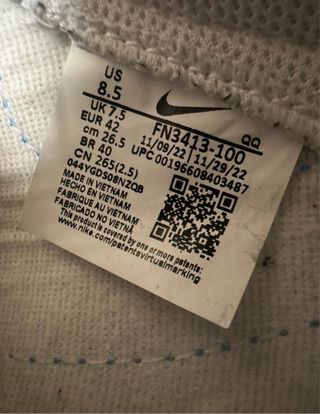 US
8.5
UK 7.5
EUR 42
cm 26.5
BR 40
CN 265(2.5)
FN3413-100 QQ
11/09/22 11/29/22
UPC 00196608403487
044YGDS08NZQB
MADE IN VIETNAM
HECHO EN VIETNAM
FABRIQUE AU VIETNAM
FABRICADO NO VIETNÃ
This product is covered by one or more patents:
www.nike.com/patentsvirtualmarking